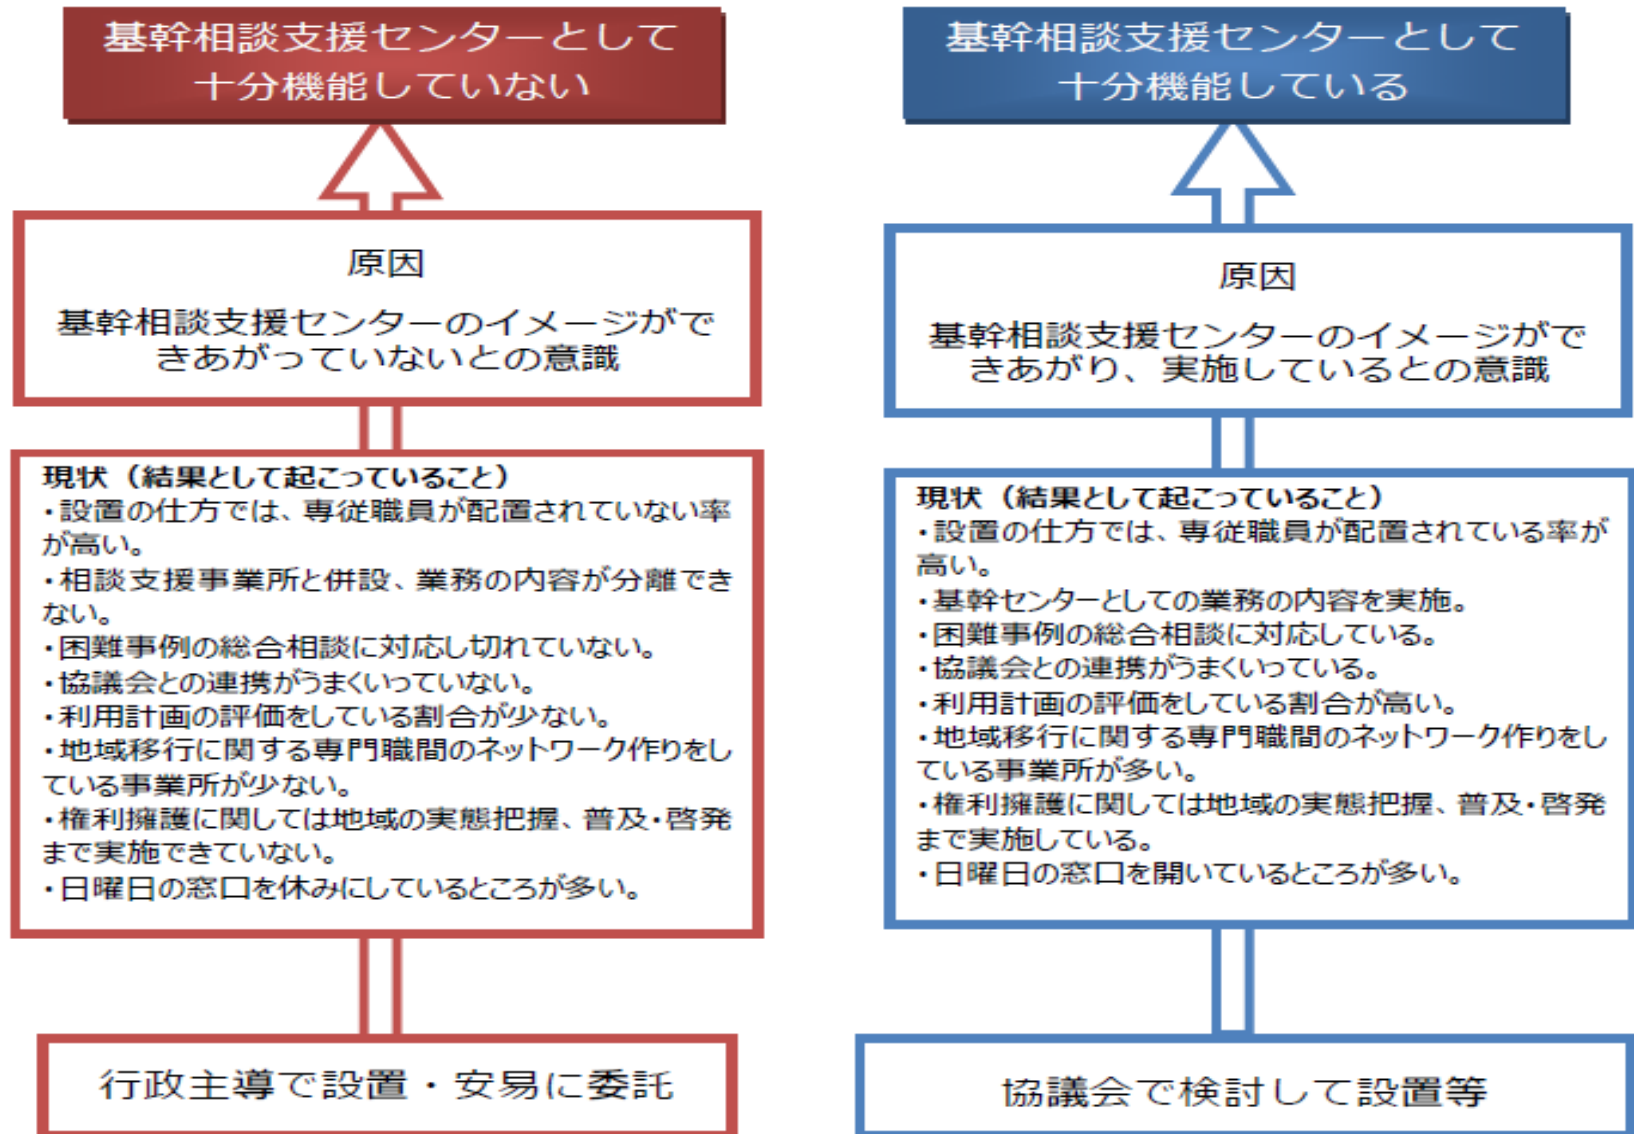 基幹相談支援センターとして
十分機能していない
原因
基幹相談支援センターのイメージがで
きあがっていないとの意識
現状（結果として起こっていること）
・設置の仕方では、専従職員が配置されていない率
が高い。
・相談支援事業所と併設、業務の内容が分離でき
ない。
・困難事例の総合相談に対応し切れていない。
・協議会との連携がうまくいっていない。
・利用計画の評価をしている割合が少ない。
・地域移行に関する専門職間のネットワーク作りをし
ている事業所が少ない。
・権利擁護に関しては地域の実態把握、普及・啓発
まで実施できていない。
・日曜日の窓口を休みにしているところが多い。
行政主導で設置・安易に委託
基幹相談支援センターとして
十分機能している
原因
基幹相談支援センターのイメージがで
きあがり、実施しているとの意識
現状（結果として起こっていること）
・設置の仕方では、専従職員が配置されている率が
高い。
・基幹センターとしての業務の内容を実施。
・困難事例の総合相談に対応している。
・協議会との連携がうまくいっている。
・利用計画の評価をしている割合が高い。
・地域移行に関する専門職間のネットワーク作りをし
ている事業所が多い。
・権利擁護に関しては地域の実態把握、普及・啓発
まで実施している。
・日曜日の窓口を開いているところが多い。
協議会で検討して設置等